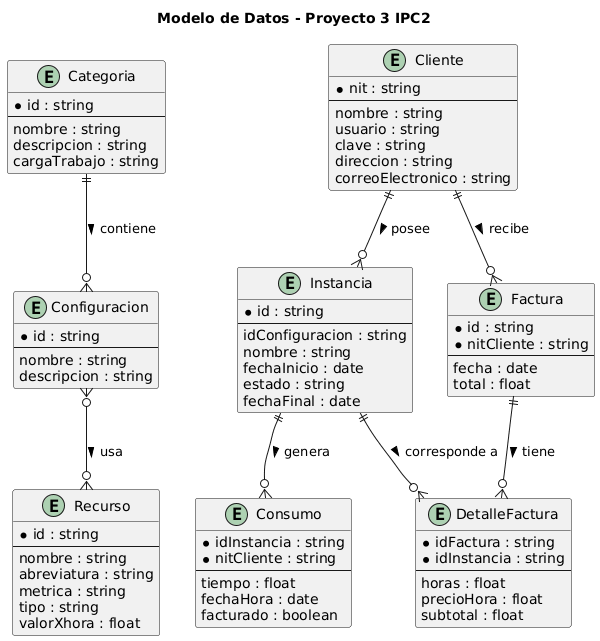 Modelo de Datos - Proyecto 3 IPC2
E Categoria
* id : string
nombre : string
descripcion : string
cargaTrabajo : string
E Cliente
* nit : string
nombre : string
usuario : string
clave : string
direccion : string
correoElectronico : string
contiene
posee
recibe
E Configuracion
* id : string
nombre : string
descripcion : string
E Instancia
* id : string
idConfiguracion : string
nombre : string
fechaInicio : date
estado : string
fechaFinal : date
E Factura
* id : string
* nitCliente : string
fecha : date
total : float
usa
genera
corresponde a
tiene
E Recurso
* id : string
nombre : string
abreviatura : string
metrica : string
tipo : string
valorXhora : float
E Consumo
* idInstancia : string
* nitCliente : string
tiempo : float
fechaHora : date
facturado : boolean
E DetalleFactura
* idFactura : string
* idInstancia : string
horas : float
precioHora : float
subtotal : float